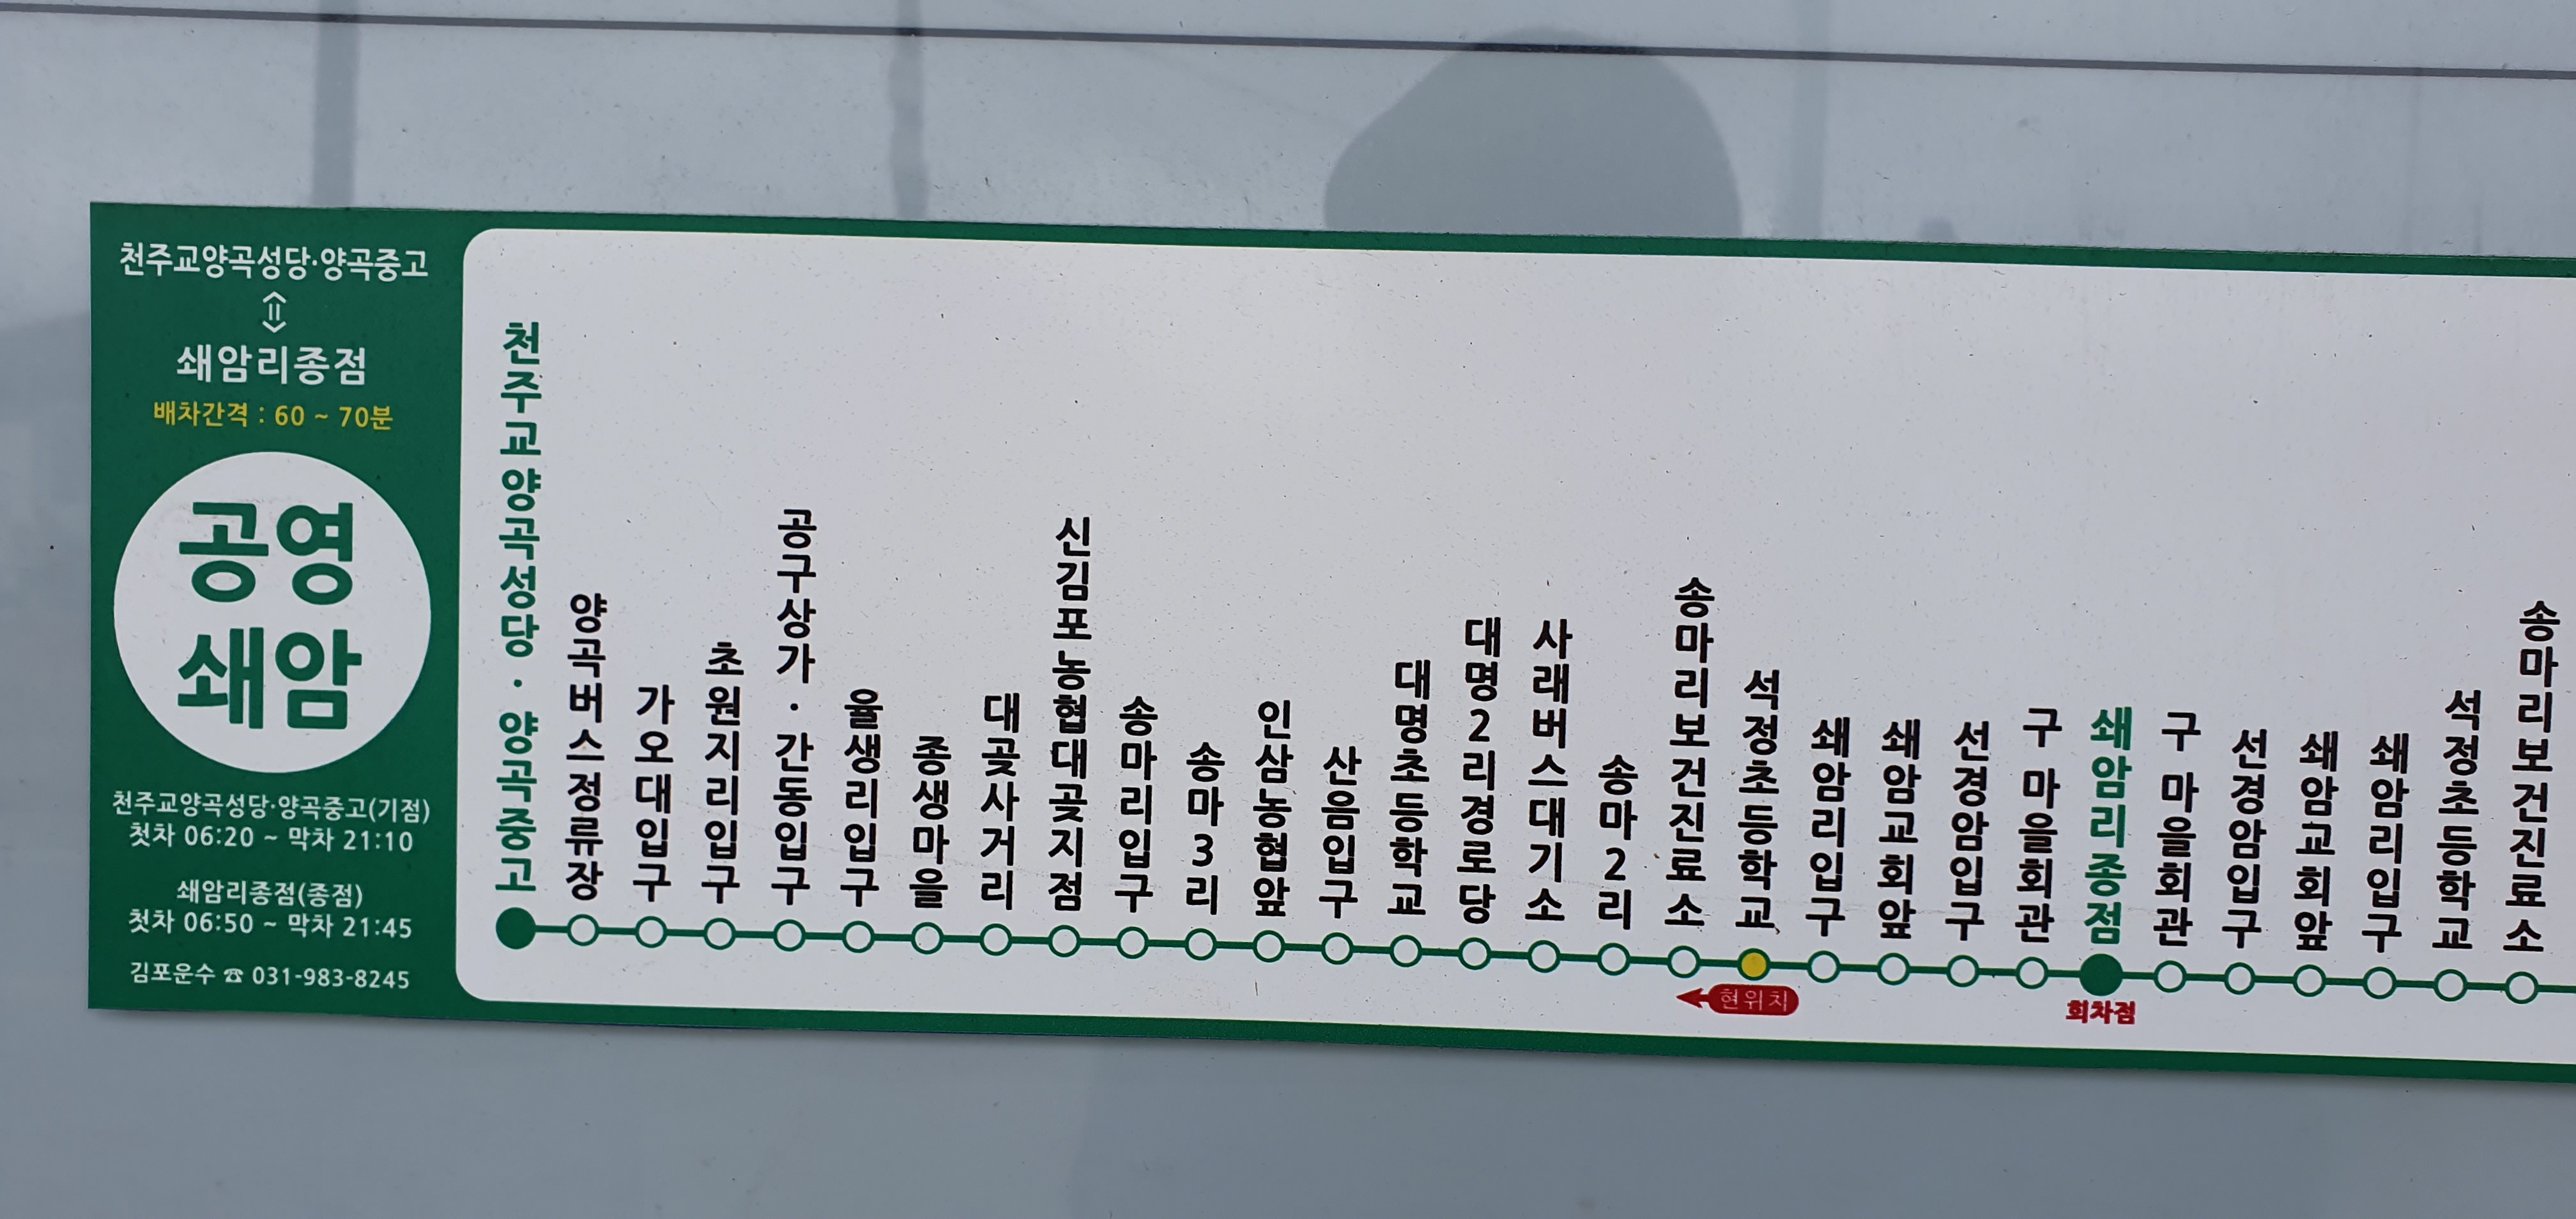 천주교양곡성당·양곡중고
쇄암리종점
배차간격 : 60 ~ 70분
공영
쇄암
천주교양곡성당·양곡중고(기점)
첫차 06:20 ~ 막차 21:10
쇄암리종점(종점)
첫차 06:50 ~ 막차 21:45
김포운수 ☎ 031-983-8245
천주교양곡성당·양곡중고
양곡버스정류장
가오대입구
초원지리입구
공구상가·간동입구
율생리입구
종생마을
대곶사거리
신김포농협대곶지점
송마리입구
송마3리
인삼농협앞
산음입구
대명초등학교
대명2리경로당
사래버스대기소
송마2리
송마리보건진료소
석정초등학교
쇄암리입구
쇄암교회앞
선경암입구
구 마을회관
쇄암리종점
구 마을회관
선경암입구
쇄암교회앞
쇄암리입구
석정초등학교
송마리보건진료소
현위치
회차점